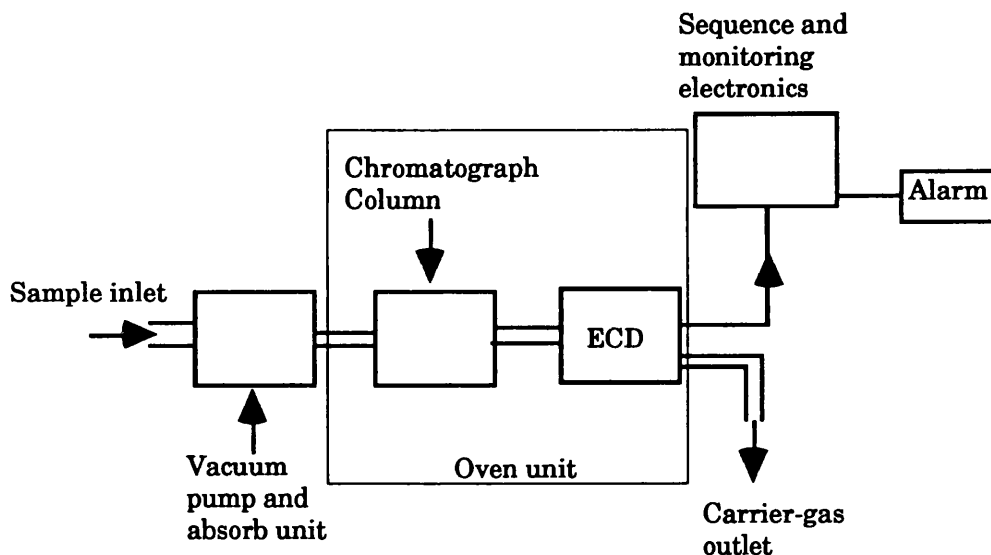 Sequence and
monitoring
electronics
Alarm
Chromatograph
Column
Sample inlet
ECD
Vacuum
pump and
absorb unit
Oven unit
Carrier-gas
outlet